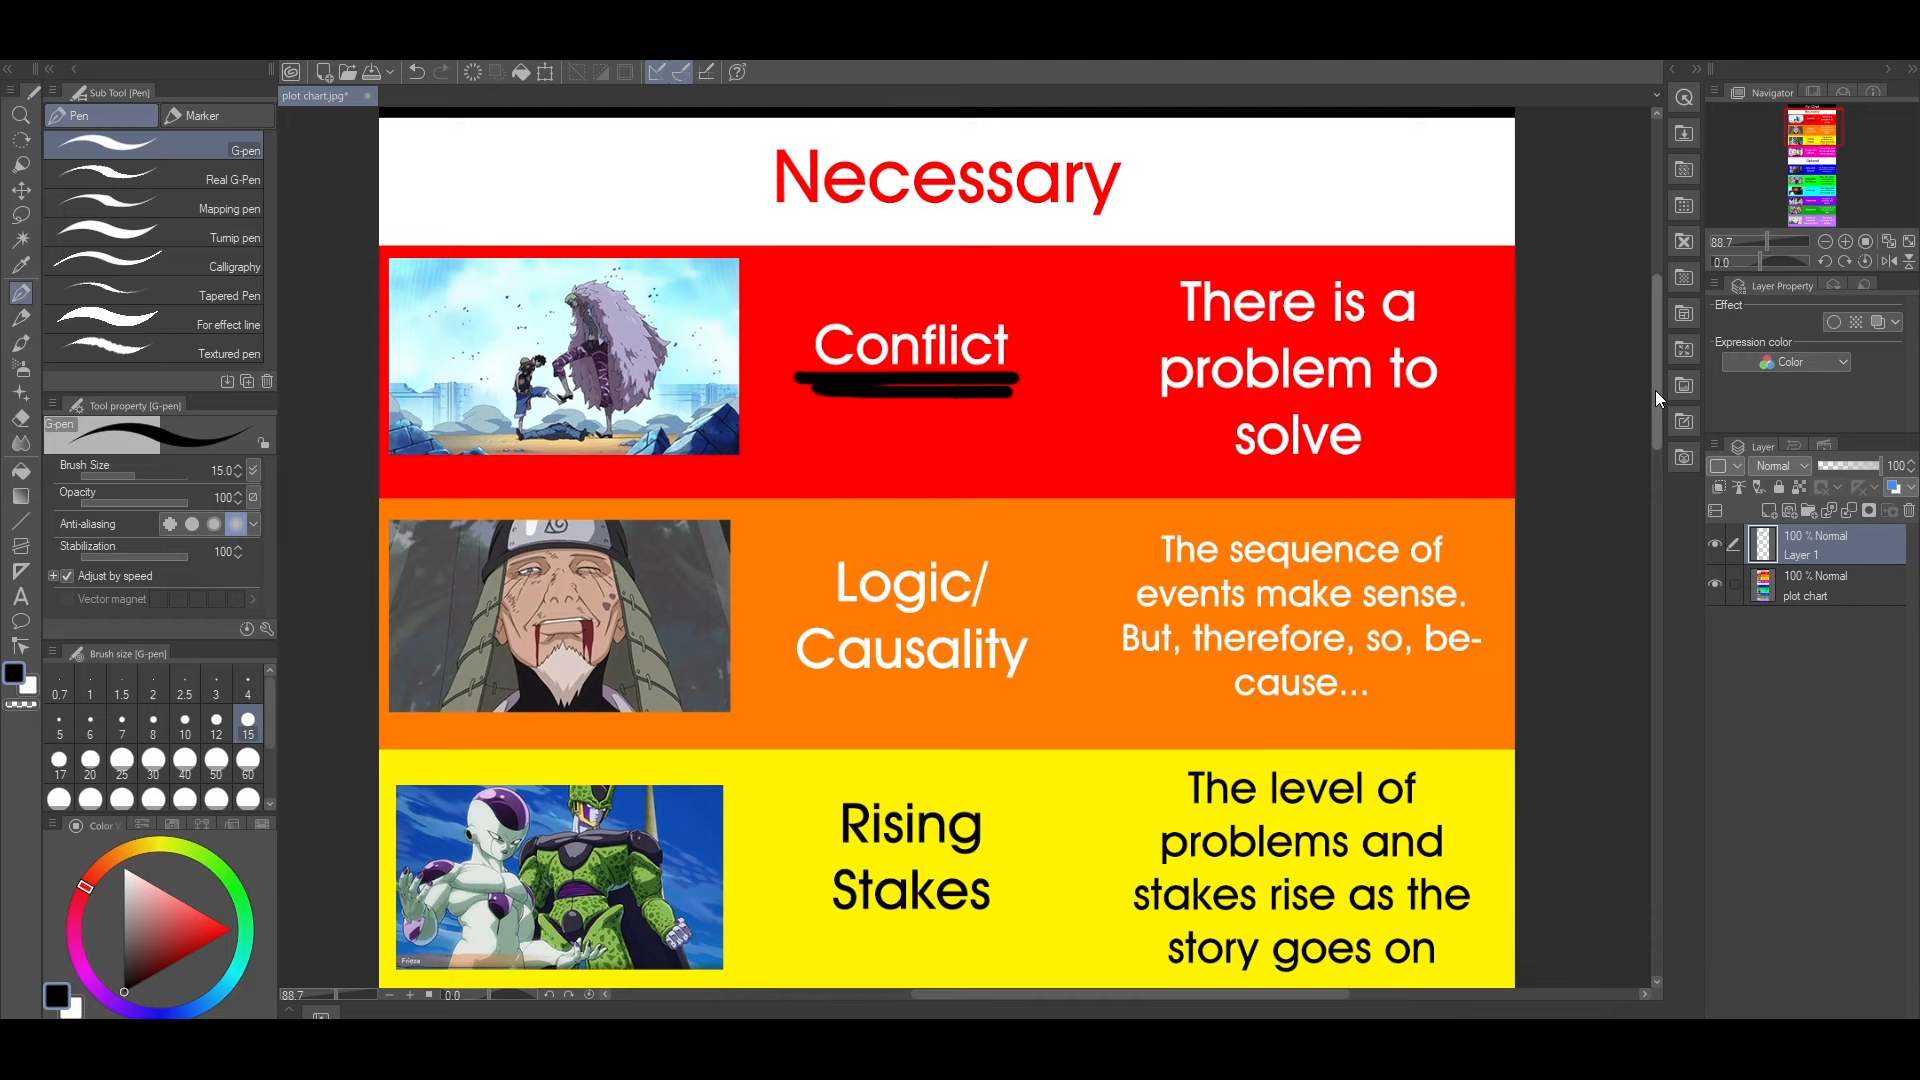 Sub Tool [Pen]
Pen
Marker
G-pen
Real G-Pen
Mapping pen
Turnip pen
Calligraphy
Tapered Pen
For effect line
Textured pen
Tool property [G-pen]
G-pen
Brush Size
15.0
Opacity
100
Anti-aliasing
Stabilization
100
Adjust by speed
Vector magnet
Brush size [G-pen]
0.7 1 1.5 2 2.5 3 4
5 6 7 8 10 12 15
17 20 25 30 40 50 60
plot chart.jpg*
Necessary
Conflict
There is a
problem to
solve
Logic/
Causality
The sequence of
events make sense.
But, therefore, so, be-
cause...
Frieza
Rising
Stakes
The level of
problems and
stakes rise as the
story goes on
88.7
0.0
Navigator
88.7
0.0
Layer Property
Effect
Expression color
Color
Layer
Normal
100
100 % Normal
Layer 1
100 % Normal
plot chart